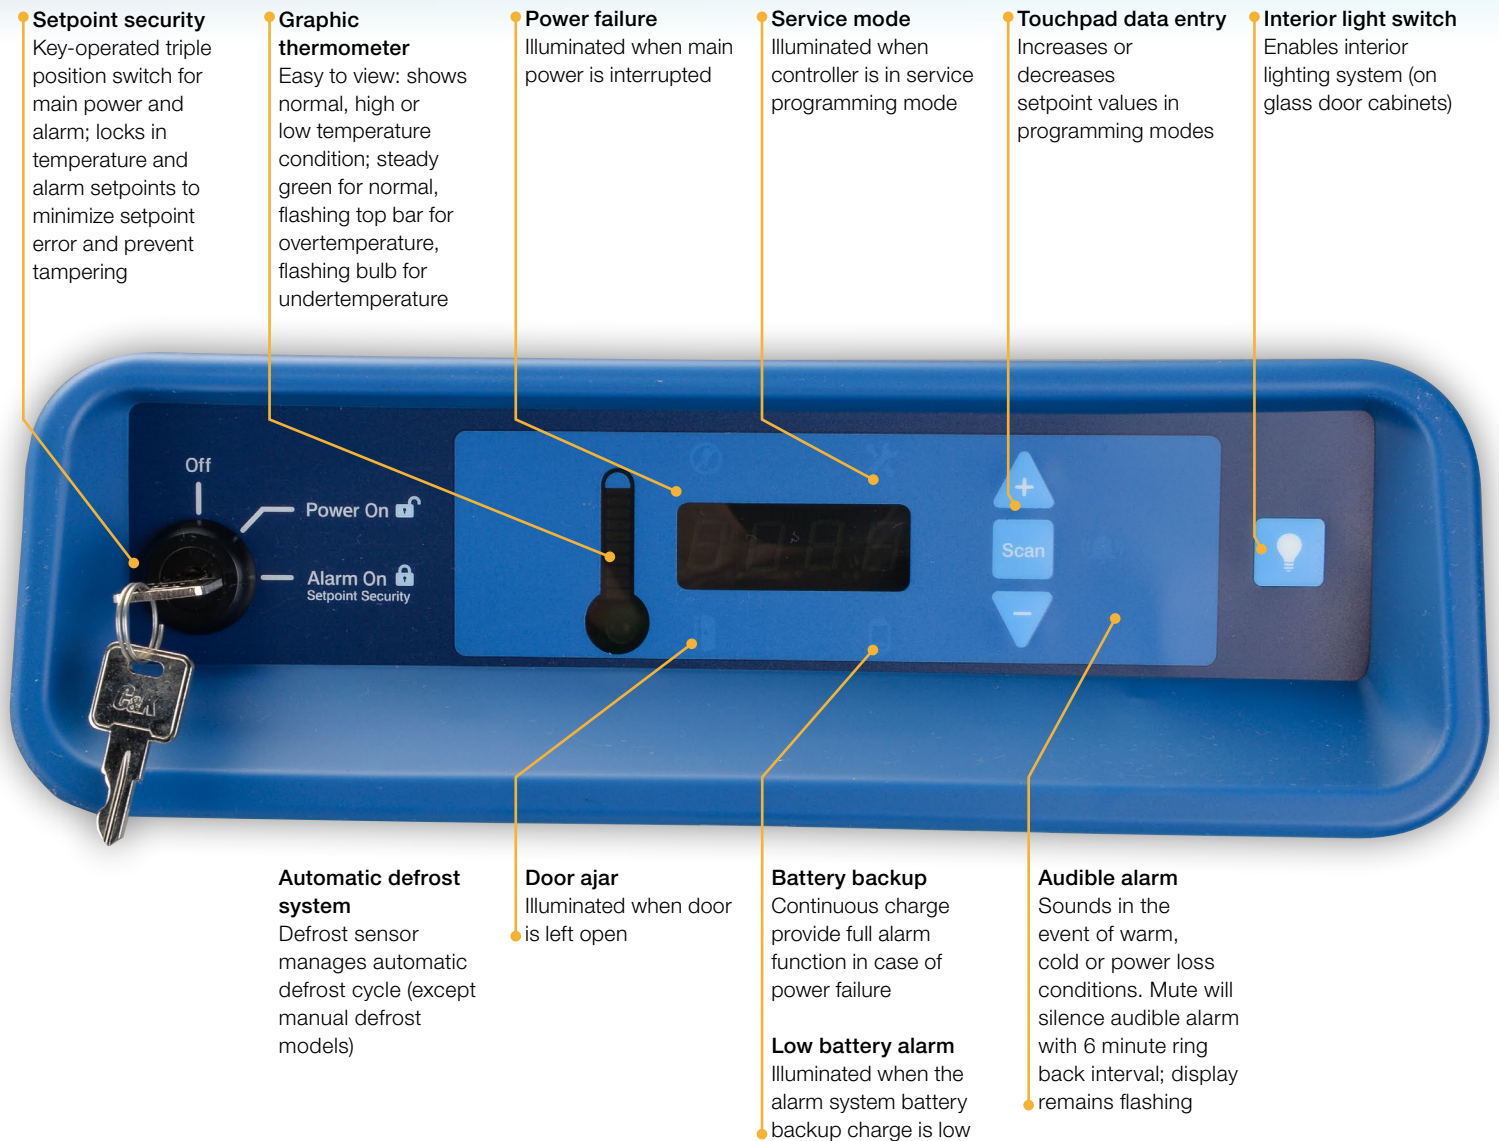 Setpoint security
Key-operated triple
position switch for
main power and
alarm; locks in
temperature and
alarm setpoints to
minimize setpoint
error and prevent
tampering
Graphic
thermometer
Easy to view: shows
normal, high or
low temperature
condition; steady
green for normal,
flashing top bar for
overtemperature,
flashing bulb for
undertemperature
Power failure
Illuminated when main
power is interrupted
Service mode
Illuminated when
controller is in service
programming mode
Touchpad data entry
Increases or
decreases
setpoint values in
programming modes
Interior light switch
Enables interior
lighting system (on
glass door cabinets)
Off
Power On
Alarm On
Setpoint Security
+
Scan
−
C&K
Automatic defrost
system
Defrost sensor
manages automatic
defrost cycle (except
manual defrost
models)
Door ajar
Illuminated when door
is left open
Battery backup
Continuous charge
provide full alarm
function in case of
power failure
Low battery alarm
Illuminated when the
alarm system battery
backup charge is low
Audible alarm
Sounds in the
event of warm,
cold or power loss
conditions. Mute will
silence audible alarm
with 6 minute ring
back interval; display
remains flashing